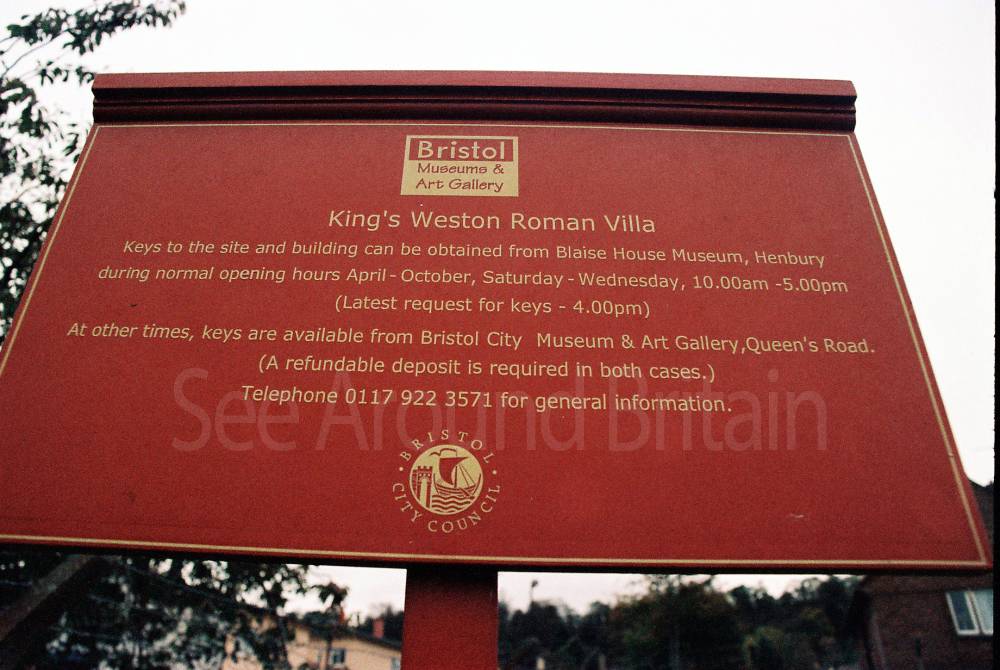 Bristol
Museums &
Art Gallery
King's Weston Roman Villa
Keys to the site and building can be obtained from Blaise House Museum, Henbury
during normal opening hours April - October, Saturday - Wednesday, 10.00am -5.00pm
(Latest request for keys - 4.00pm)
At other times, keys are available from Bristol City Museum & Art Gallery,Queen's Road.
(A refundable deposit is required in both cases.)
Telephone 0117 922 3571 for general information.
See Around Britain
BRISTOL
CITY COUNCIL